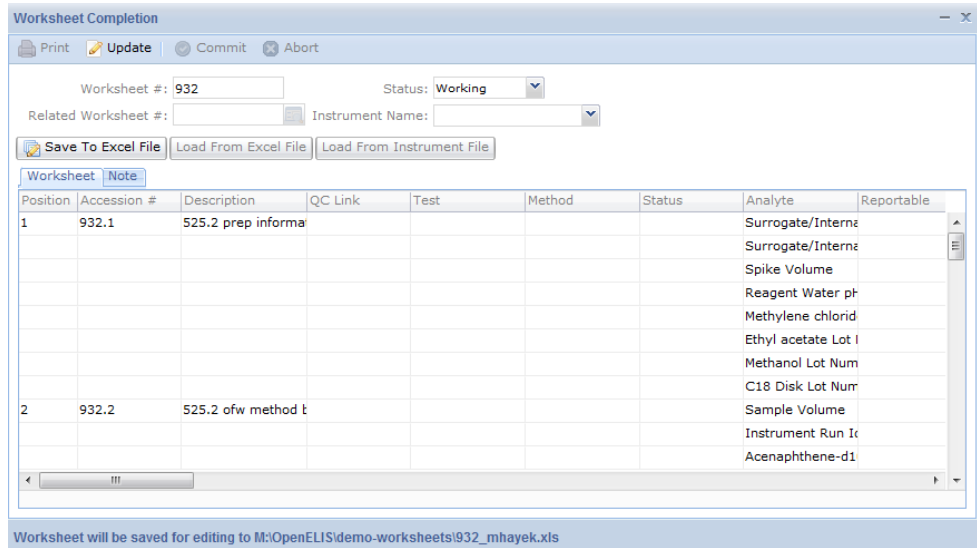 Worksheet Completion
Print Update Commit Abort
Worksheet #: 932 Status: Working
Related Worksheet #: Instrument Name:
Save To Excel File Load From Excel File Load From Instrument File
Worksheet Note
Position Accession # Description QC Link Test Method Status Analyte Reportable
1 932.1 525.2 prep informa Surrogate/Interna
Surrogate/Interna
Spike Volume
Reagent Water pH
Methylene chlorid
Ethyl acetate Lot
Methanol Lot Num
C18 Disk Lot Num
2 932.2 525.2 ofw method b Sample Volume
Instrument Run Id
Acenaphthene-d1
Worksheet will be saved for editing to M:\OpenELIS\demo-worksheets\932_mhayek.xls